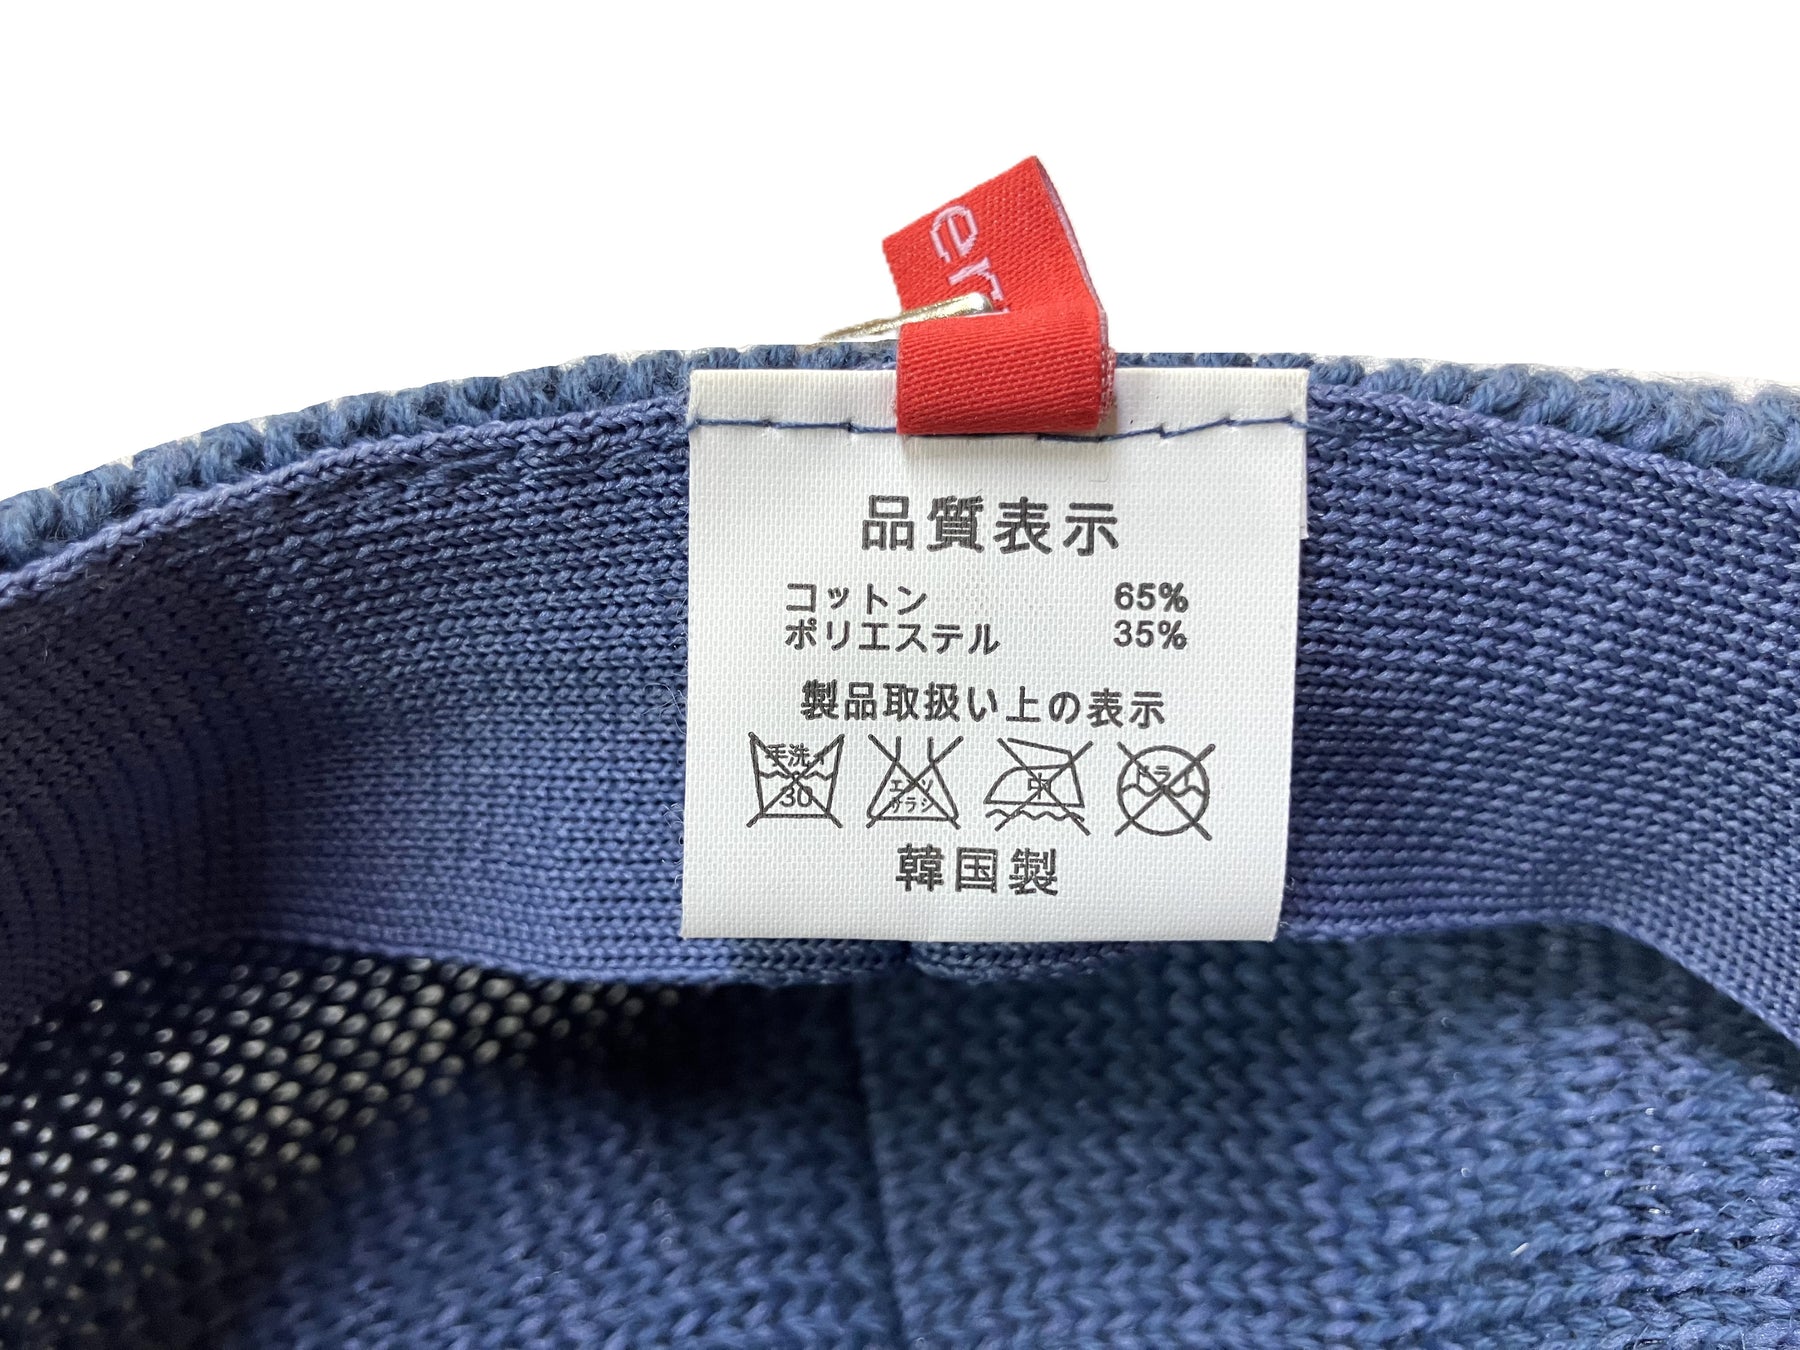 er
品質表示
コットン 65%
ポリエステル 35%
製品取扱い上の表示
手洗イ 30
エンソ サラシ
中
ドライ
韓国製